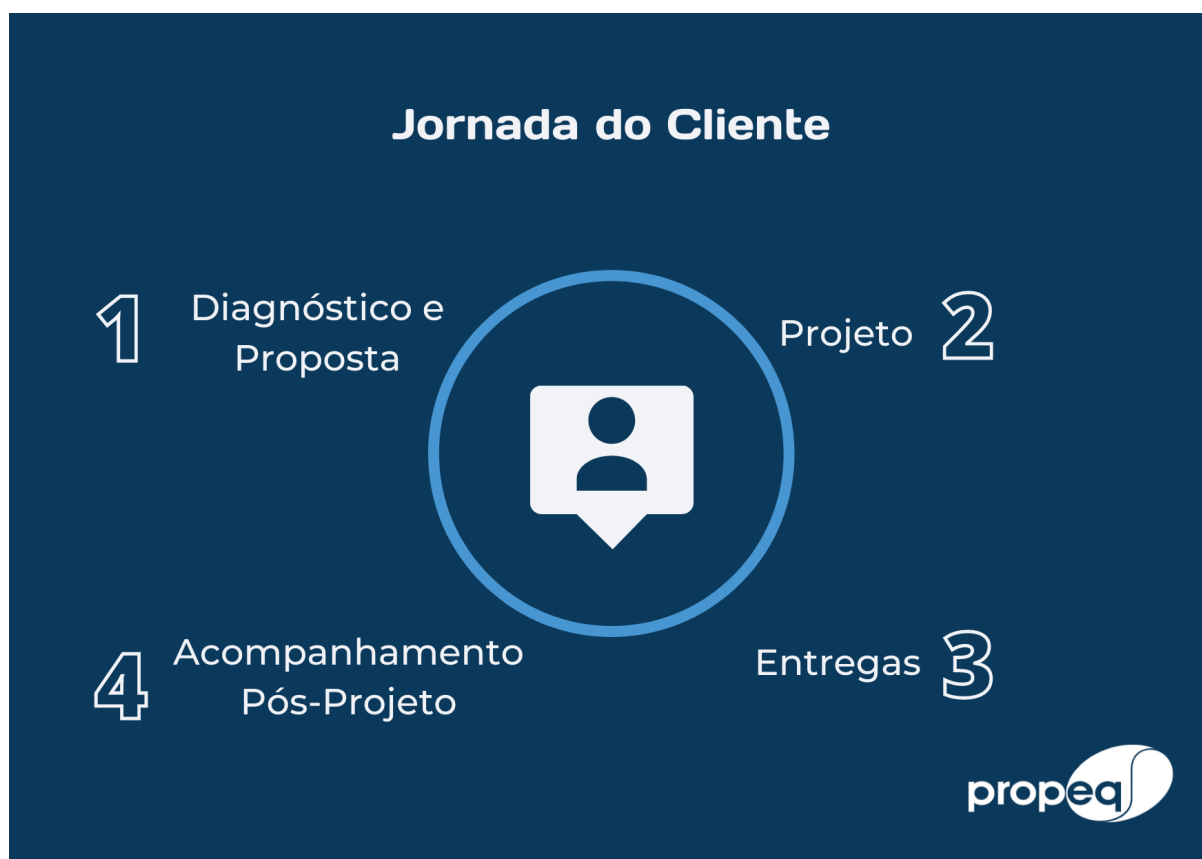 Jornada do Cliente
1
Diagnóstico e
Proposta
Projeto 2
Entregas 3
4
Acompanhamento
Pós-Projeto
propeq